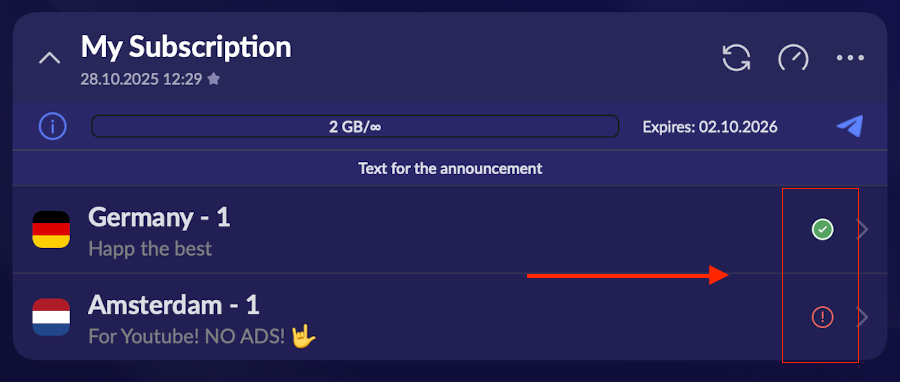 My Subscription
28.10.2025 12:29
2 GB/∞
Expires: 02.10.2026
Text for the announcement
Germany - 1
Happ the best
Amsterdam - 1
For Youtube! NO ADS! 🤟